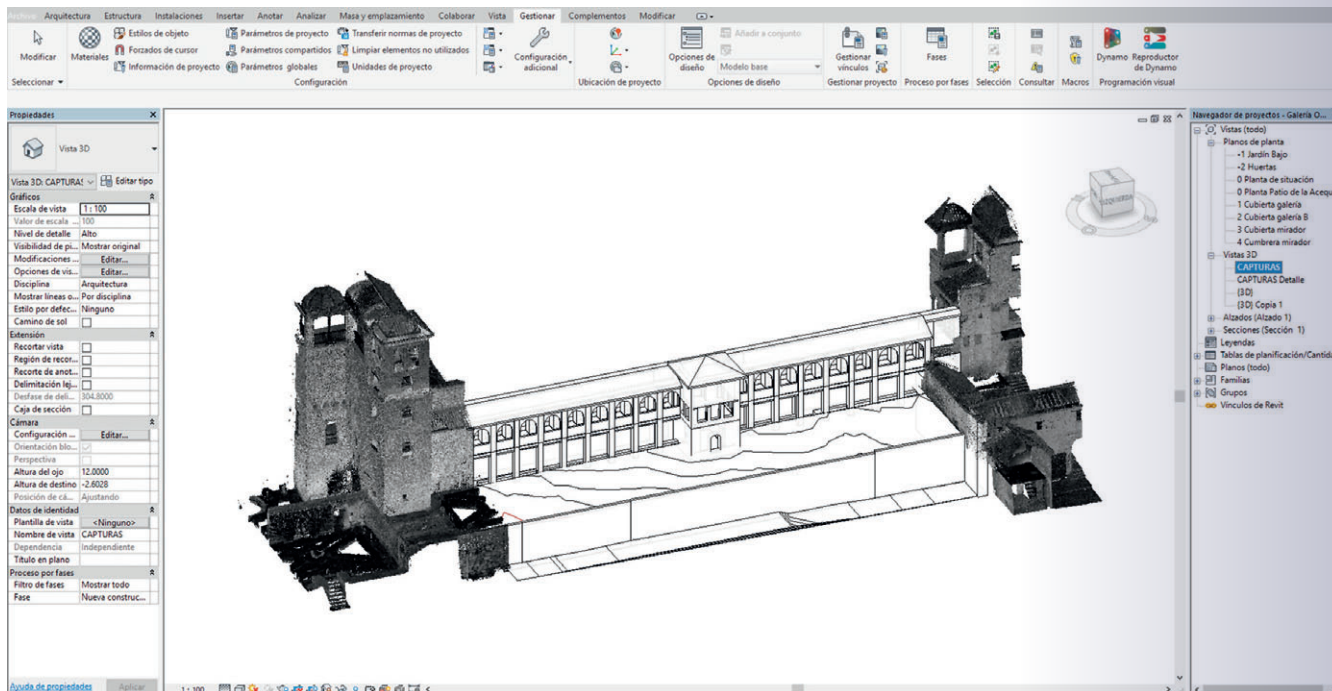 Archivo Arquitectura Estructura Instalaciones Insertar Anotar Analizar Masa y emplazamiento Colaborar Vista Gestionar Complementos Modificar
Modificar
Materiales
Estilos de objeto
Forzados de cursor
Información de proyecto
Parámetros de proyecto
Parámetros compartidos
Parámetros globales
Transferir normas de proyecto
Limpiar elementos no utilizados
Unidades de proyecto
Configuración
adicional
Opciones de
diseño
Añadir a conjunto
Modelo base
Gestionar
vínculos
Fases
Dynamo
Reproductor
de Dynamo
Seleccionar
Configuración
Ubicación de proyecto
Opciones de diseño
Gestionar proyecto
Proceso por fases
Selección
Consultar
Macros
Programación visual
Propiedades
Vista 3D
Vista 3D: CAPTURAS
Editar tipo
Gráficos
Escala de vista 1 : 100
Valor de escala ... 100
Nivel de detalle Alto
Visibilidad de pi... Mostrar original
Modificaciones ... Editar...
Opciones de vis... Editar...
Disciplina Arquitectura
Mostrar líneas o... Por disciplina
Estilo por defec... Ninguno
Camino de sol
Extensión
Recortar vista
Región de recor...
Recorte de anot...
Delimitación lej...
Desfase de deli... 304.8000
Caja de sección
Cámara
Configuración ... Editar...
Orientación blo...
Perspectiva
Altura del ojo 12.0000
Altura de destino -2.6028
Posición de cá... Ajustando
Datos de identidad
Plantilla de vista <Ninguno>
Nombre de vista CAPTURAS
Dependencia Independiente
Título en plano
Proceso por fases
Filtro de fases Mostrar todo
Fase Nueva construc...
Ayuda de propiedades Aplicar
1 : 100
Navegador de proyectos - Galería O...
Vistas (todo)
Planos de planta
-1 Jardín Bajo
-2 Huertas
0 Planta de situación
0 Planta Patio de la Acequ
1 Cubierta galería
2 Cubierta galería B
3 Cubierta mirador
4 Cumbrera mirador
Vistas 3D
CAPTURAS
CAPTURAS Detalle
{3D}
{3D} Copia 1
Alzados (Alzado 1)
Secciones (Sección 1)
Leyendas
Tablas de planificación/Cantida
Planos (todo)
Familias
Grupos
Vínculos de Revit